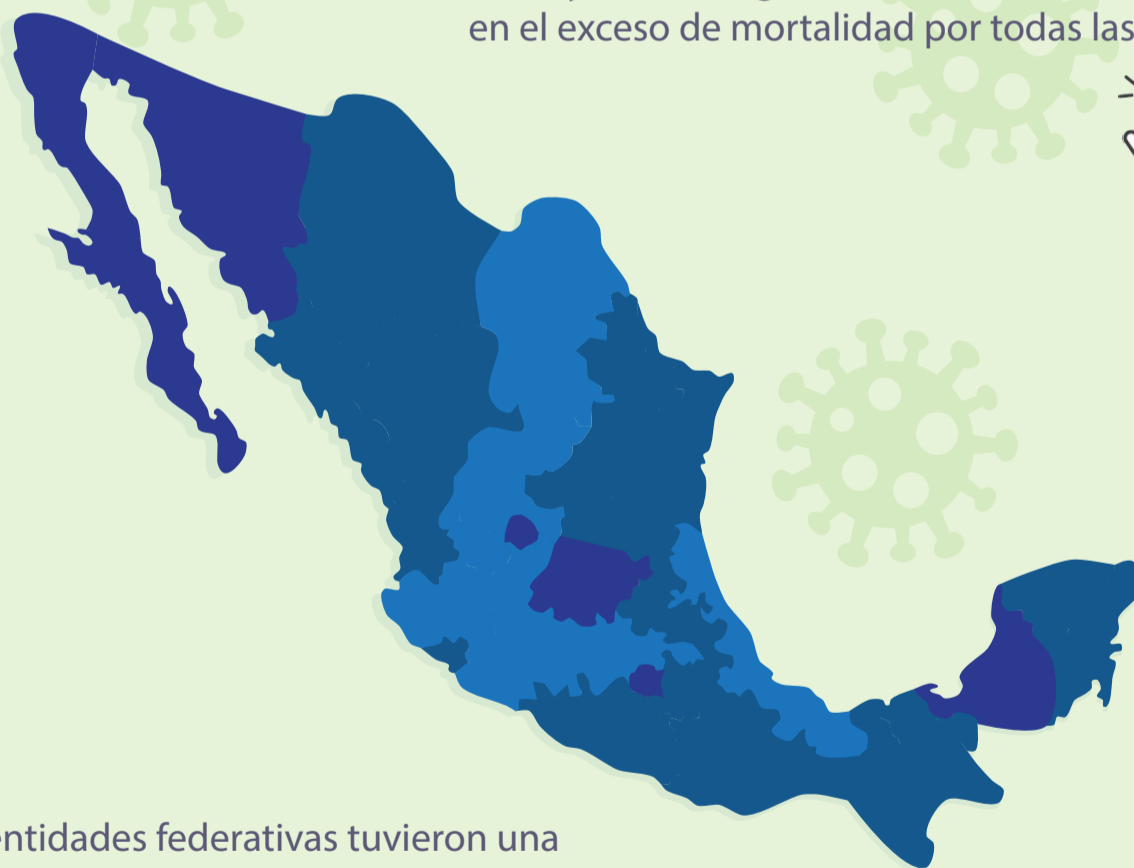 en el exceso de mortalidad por todas las
entidades federativas tuvieron una